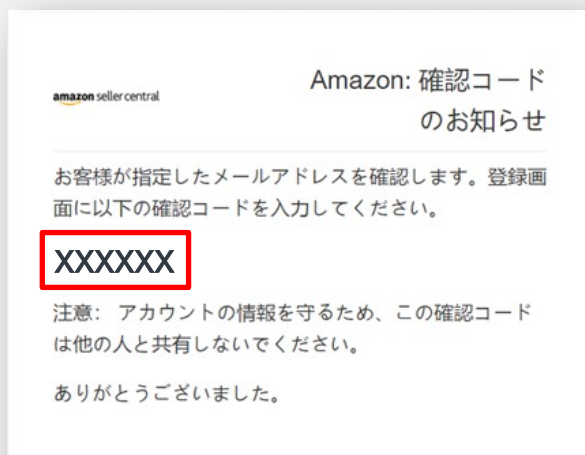 amazon seller central
Amazon: 確認コード
のお知らせ
お客様が指定したメールアドレスを確認します。登録画
面に以下の確認コードを入力してください。
XXXXXX
注意: アカウントの情報を守るため、この確認コード
は他の人と共有しないでください。
ありがとうございました。